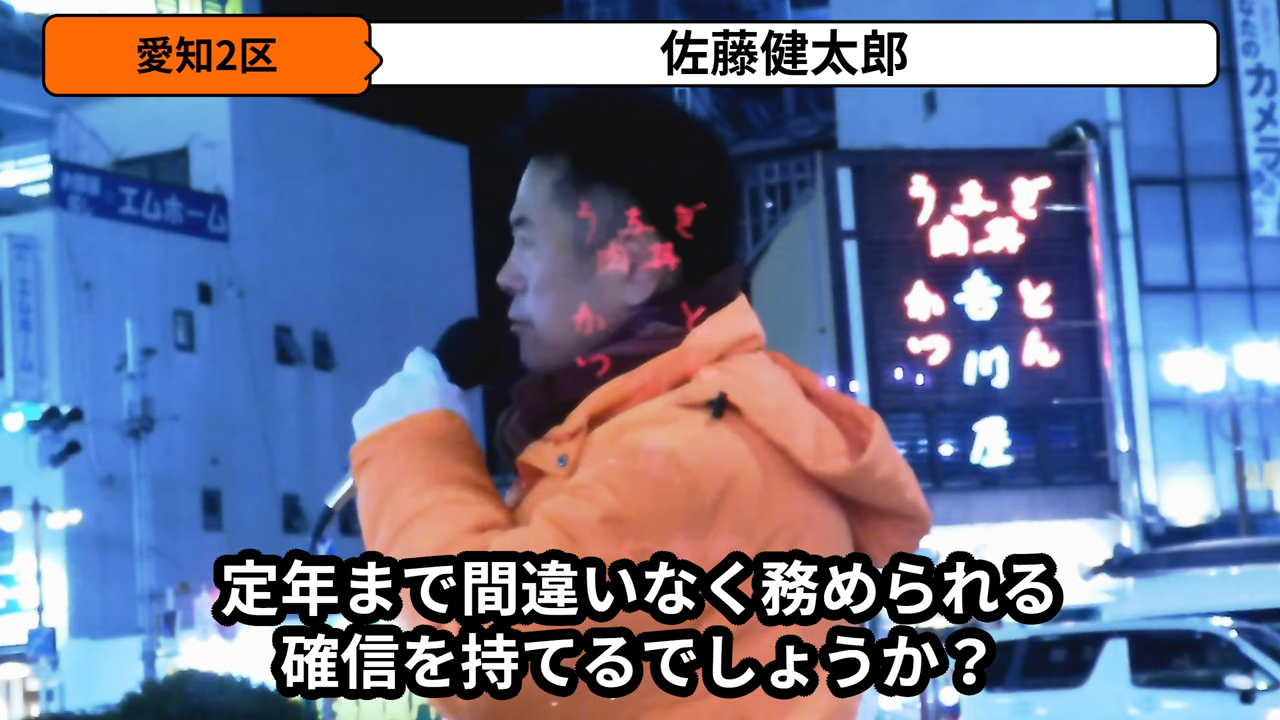 愛知2区
佐藤健太郎
エムホーム
カメラ
うなぎ
かつ
とん
吉川屋
定年まで間違いなく務められる
確信を持てるでしょうか？